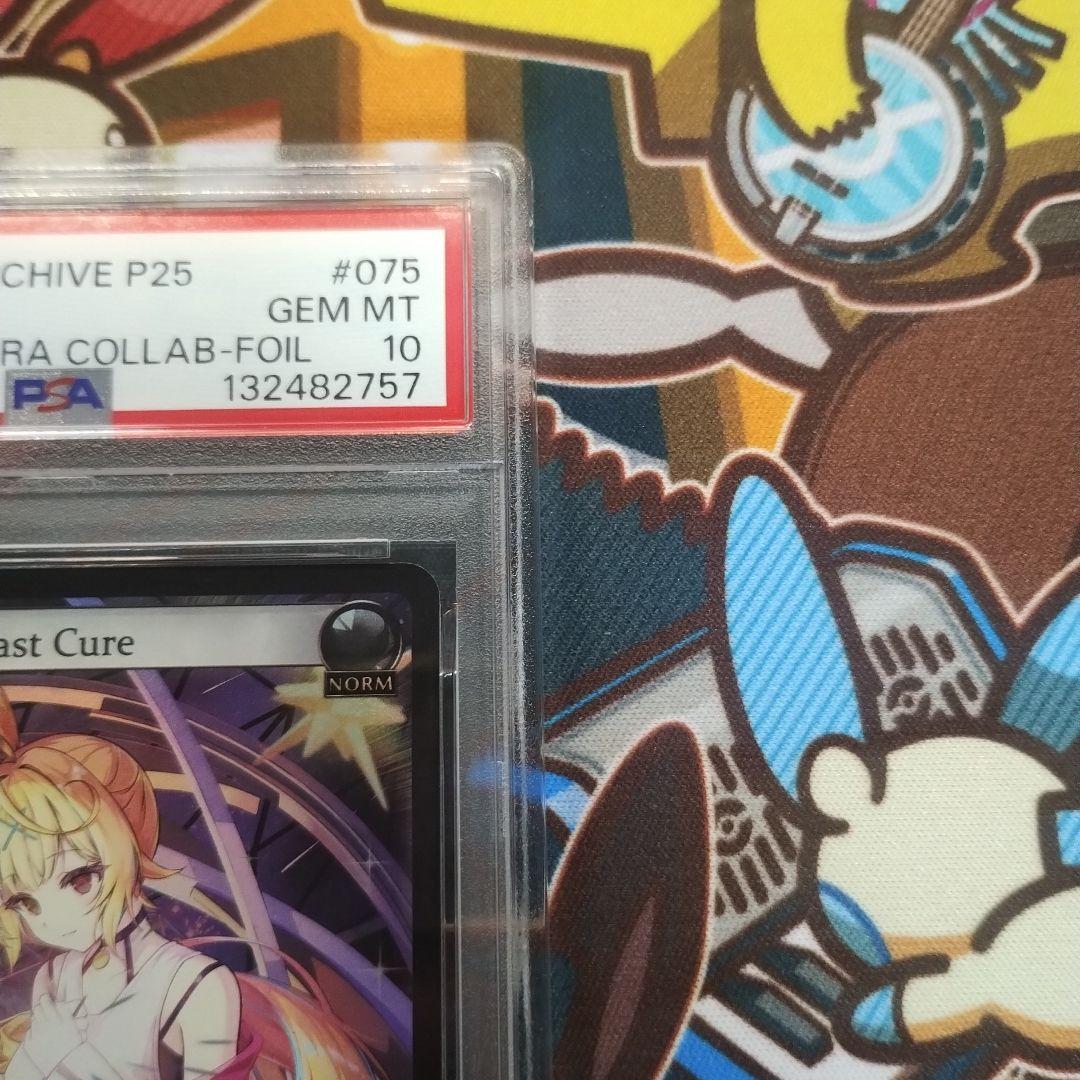 CHIVE P25 #075
GEM MT
RA COLLAB-FOIL 10
PSA 132482757
ast Cure
NORM